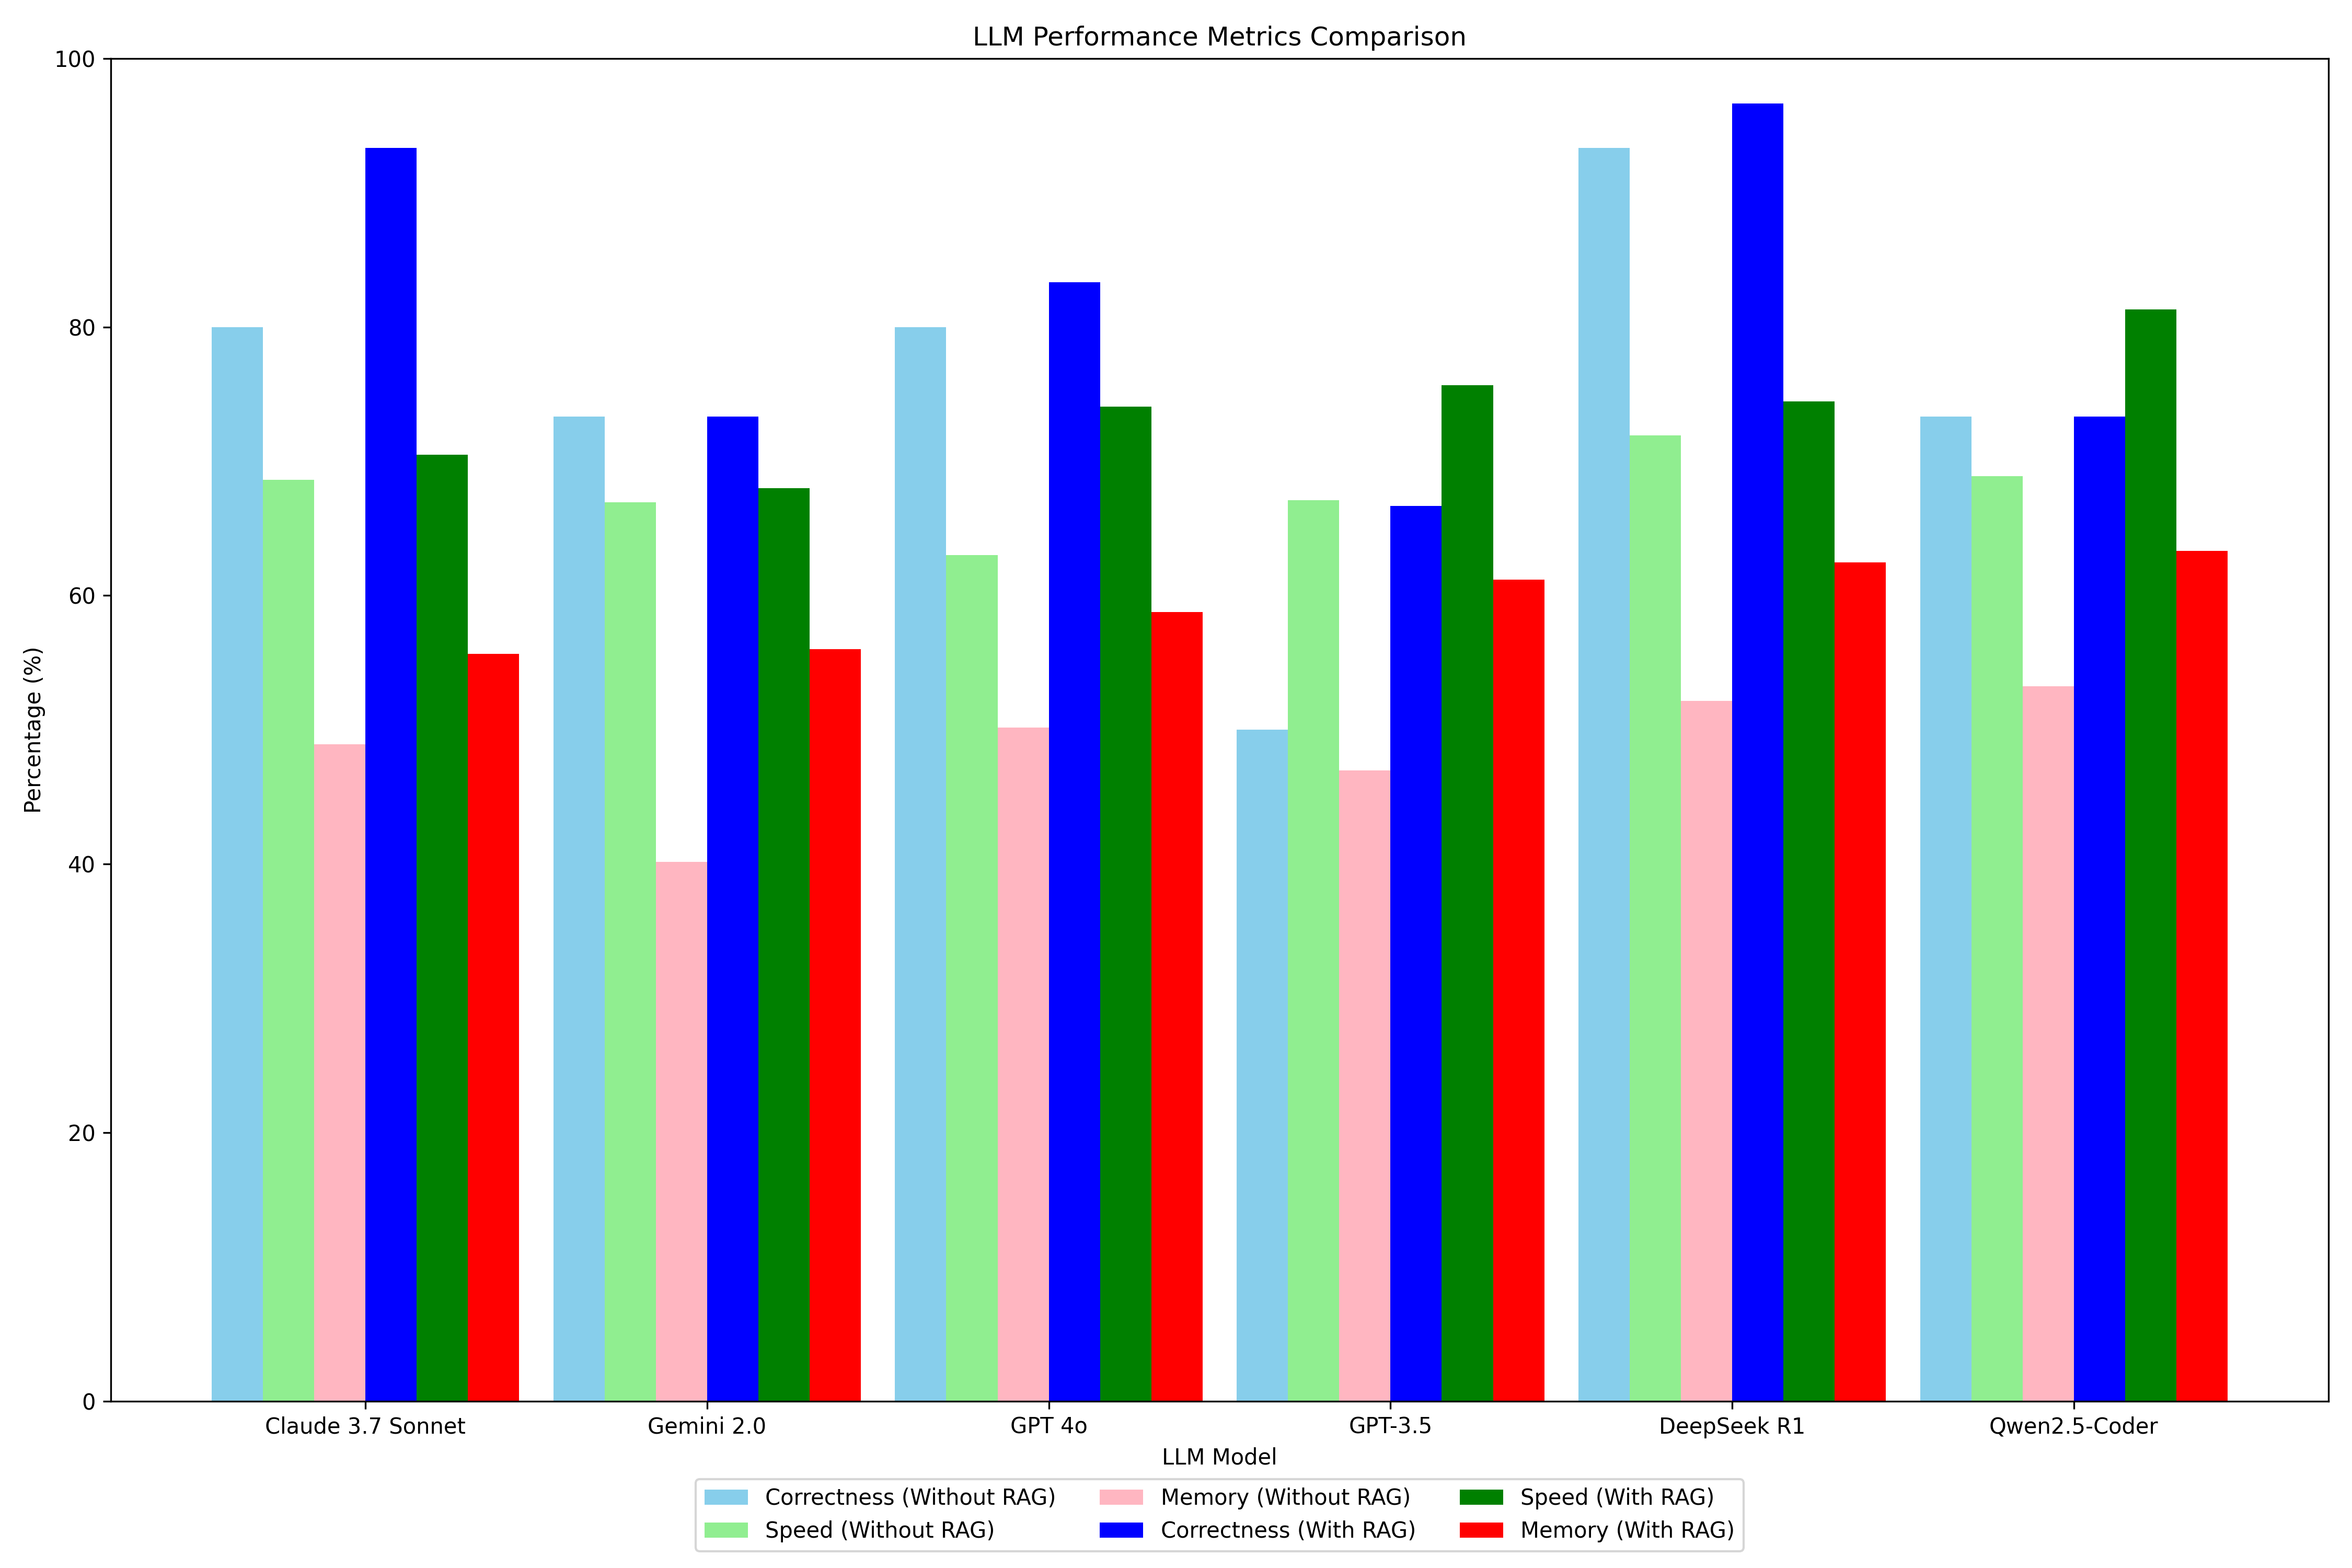 LLM Performance Metrics Comparison
100
80
60
40
20
0
Percentage (%)
Claude 3.7 Sonnet
Gemini 2.0
GPT 4o
GPT-3.5
DeepSeek R1
Qwen2.5-Coder
LLM Model
Correctness (Without RAG)
Speed (Without RAG)
Memory (Without RAG)
Correctness (With RAG)
Speed (With RAG)
Memory (With RAG)